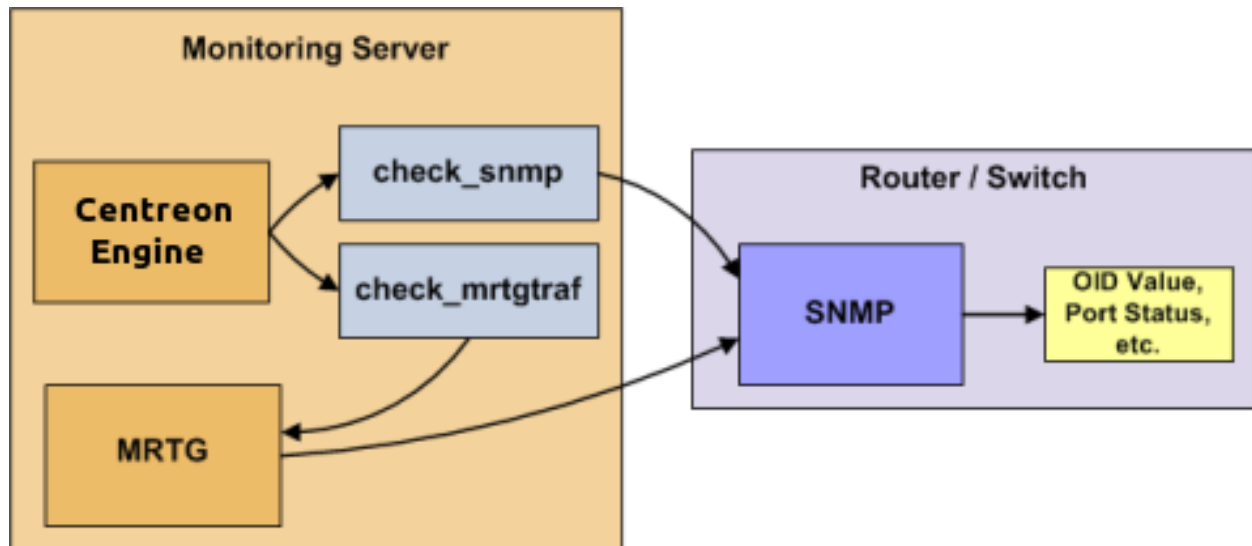 Monitoring Server
check_snmp
Centreon
Engine
check_mrtgtraf
MRTG
Router / Switch
SNMP
OID Value,
Port Status,
etc.